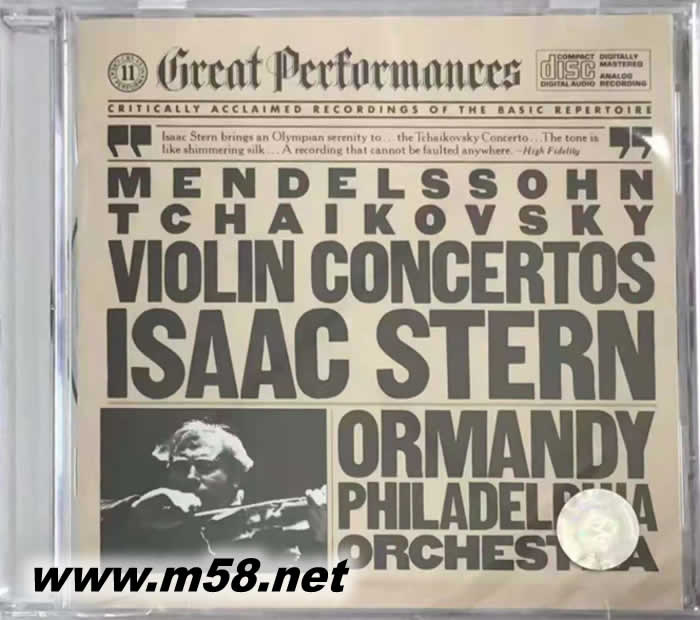 11 Great Performances
COMPACT disc DIGITAL AUDIO
DIGITALLY MASTERED
ANALOG RECORDING
CRITICALLY ACCLAIMED RECORDINGS OF THE BASIC REPERTOIRE
Isaac Stern brings an Olympian serenity to... the Tchaikovsky Concerto... The tone is
like shimmering silk... A recording that cannot be faulted anywhere. –High Fidelity
MENDELSSOHN
TCHAIKOVSKY
VIOLIN CONCERTOS
ISAAC STERN
ORMANDY
PHILADELPHIA
ORCHESTRA
www.m58.net